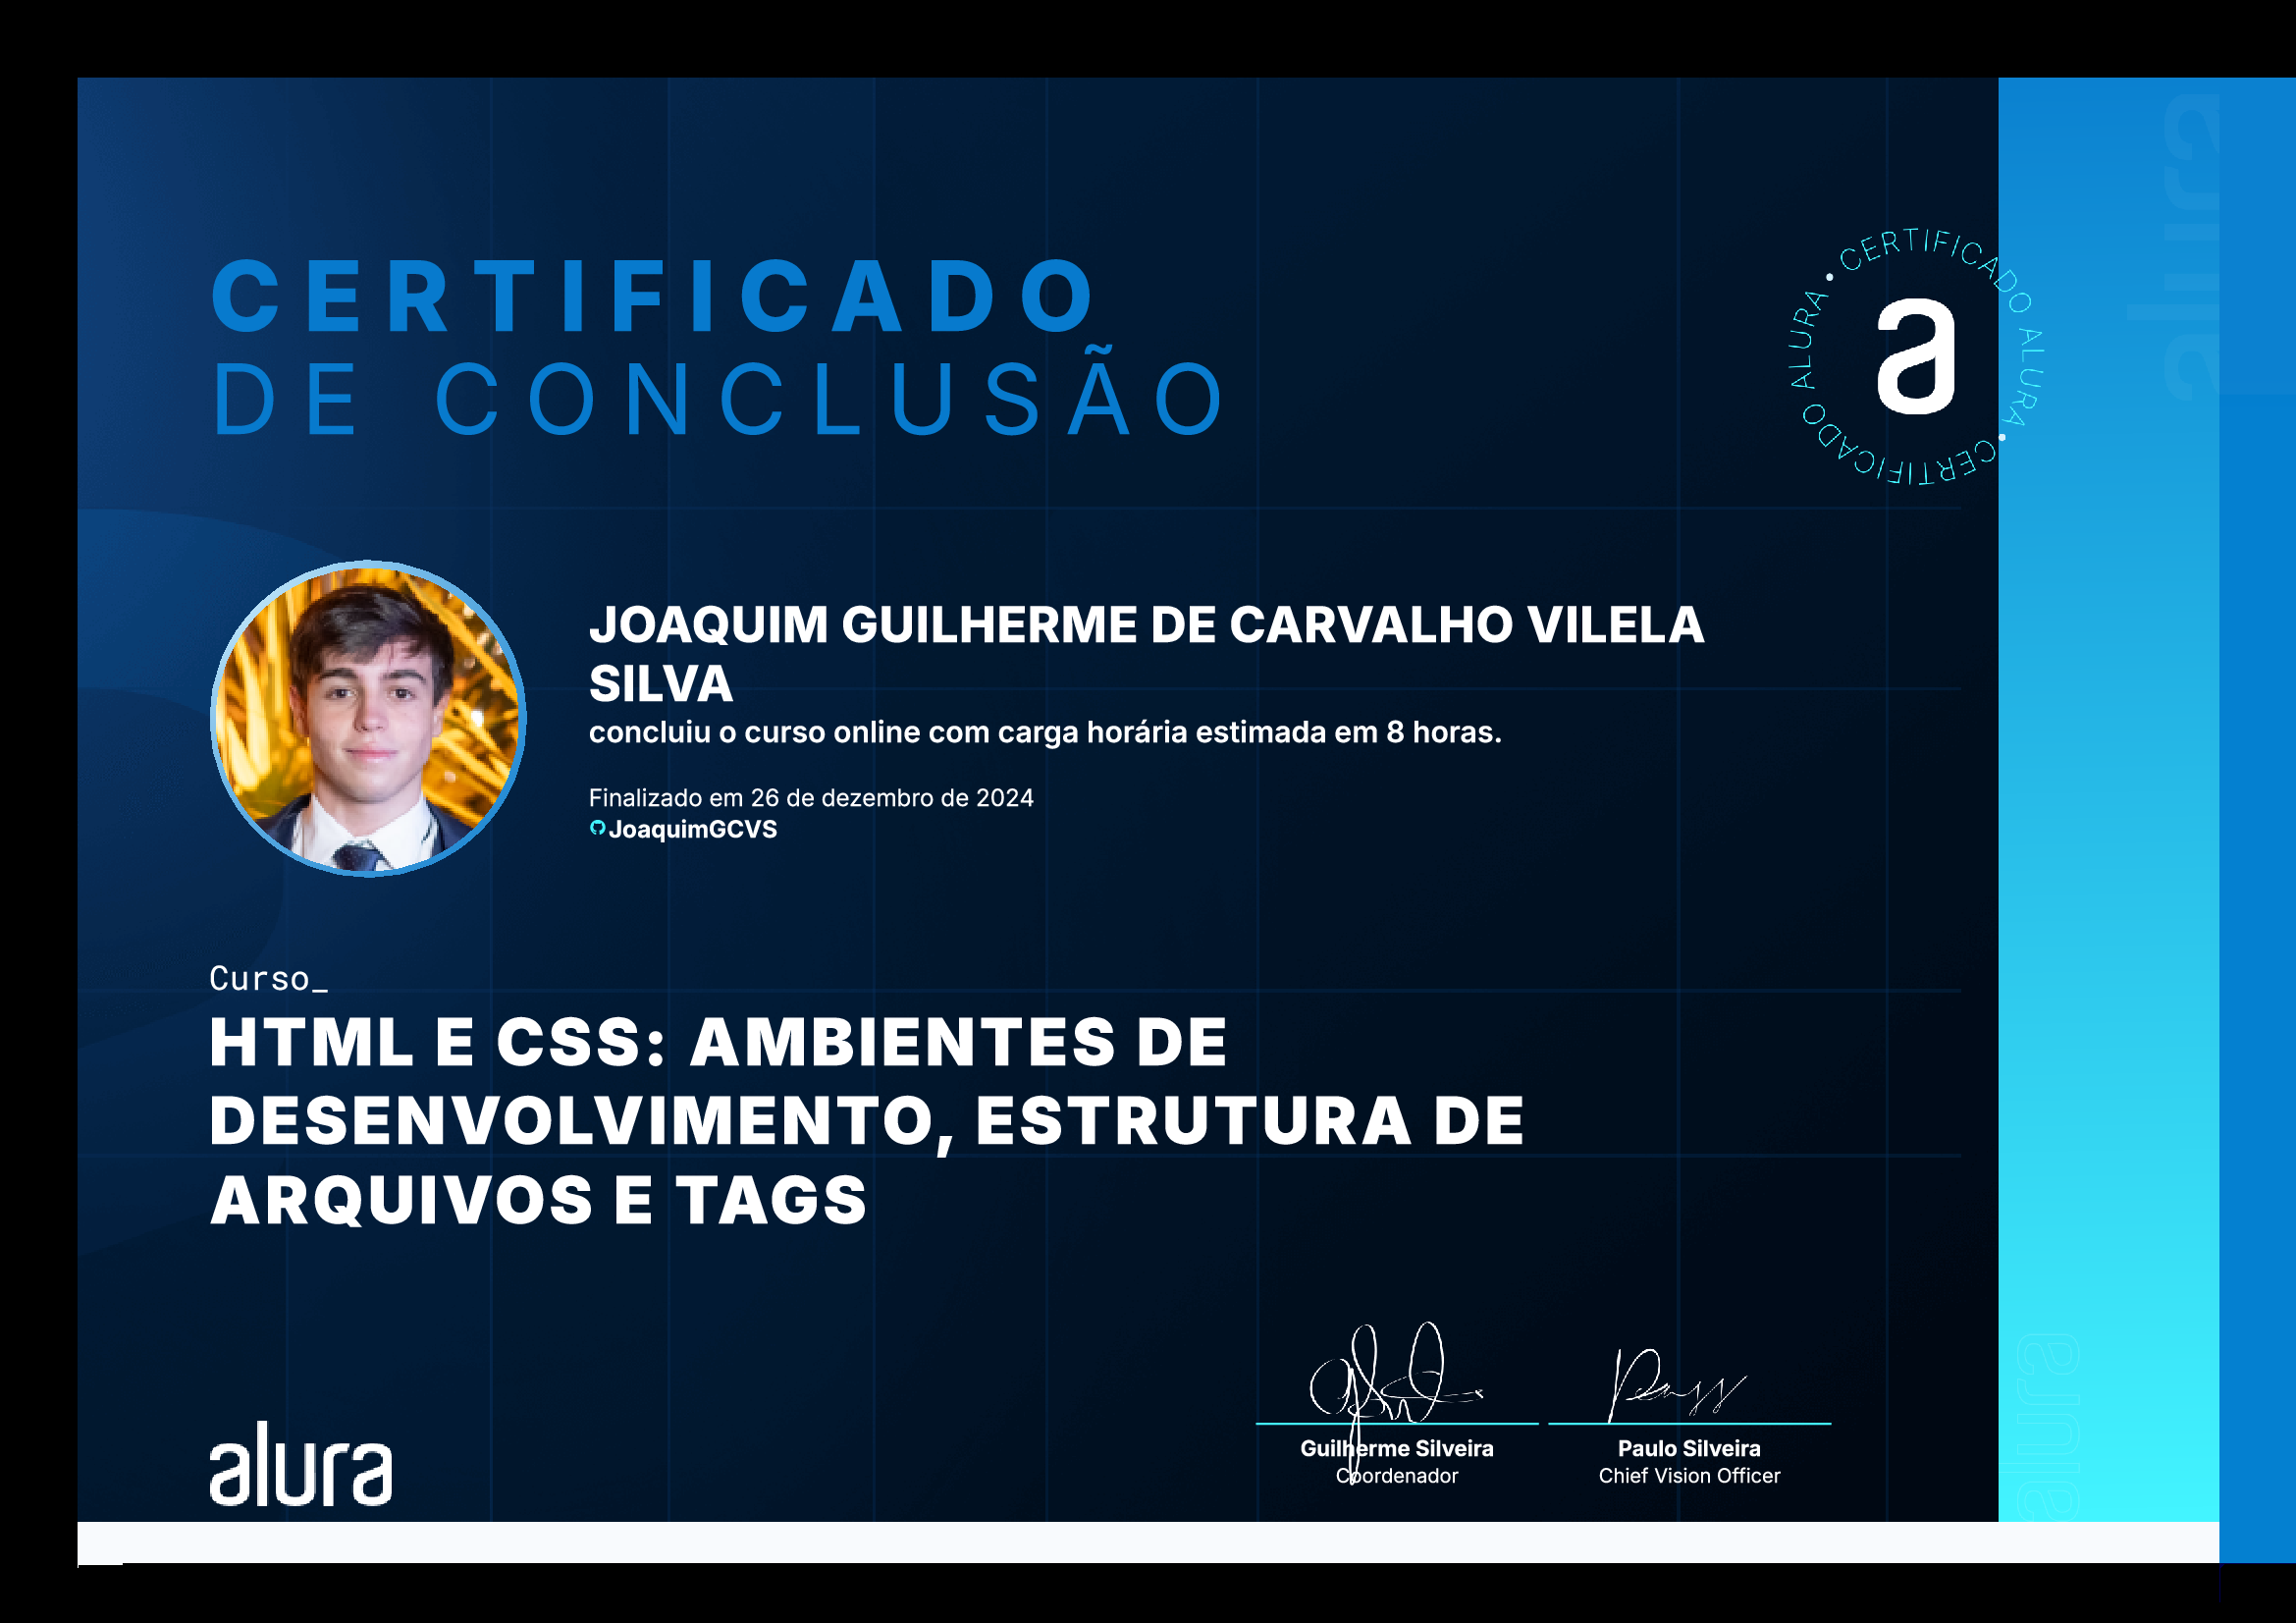 CERTIFICADO
DE CONCLUSÃO
CERTIFICADO ALURA • CERTIFICADO ALURA •
a
alura
JOAQUIM GUILHERME DE CARVALHO VILELA
SILVA
concluiu o curso online com carga horária estimada em 8 horas.
Finalizado em 26 de dezembro de 2024
JoaquimGCVS
Curso_
HTML E CSS: AMBIENTES DE
DESENVOLVIMENTO, ESTRUTURA DE
ARQUIVOS E TAGS
alura
Guilherme Silveira
Coordenador
Paulo Silveira
Chief Vision Officer
alura